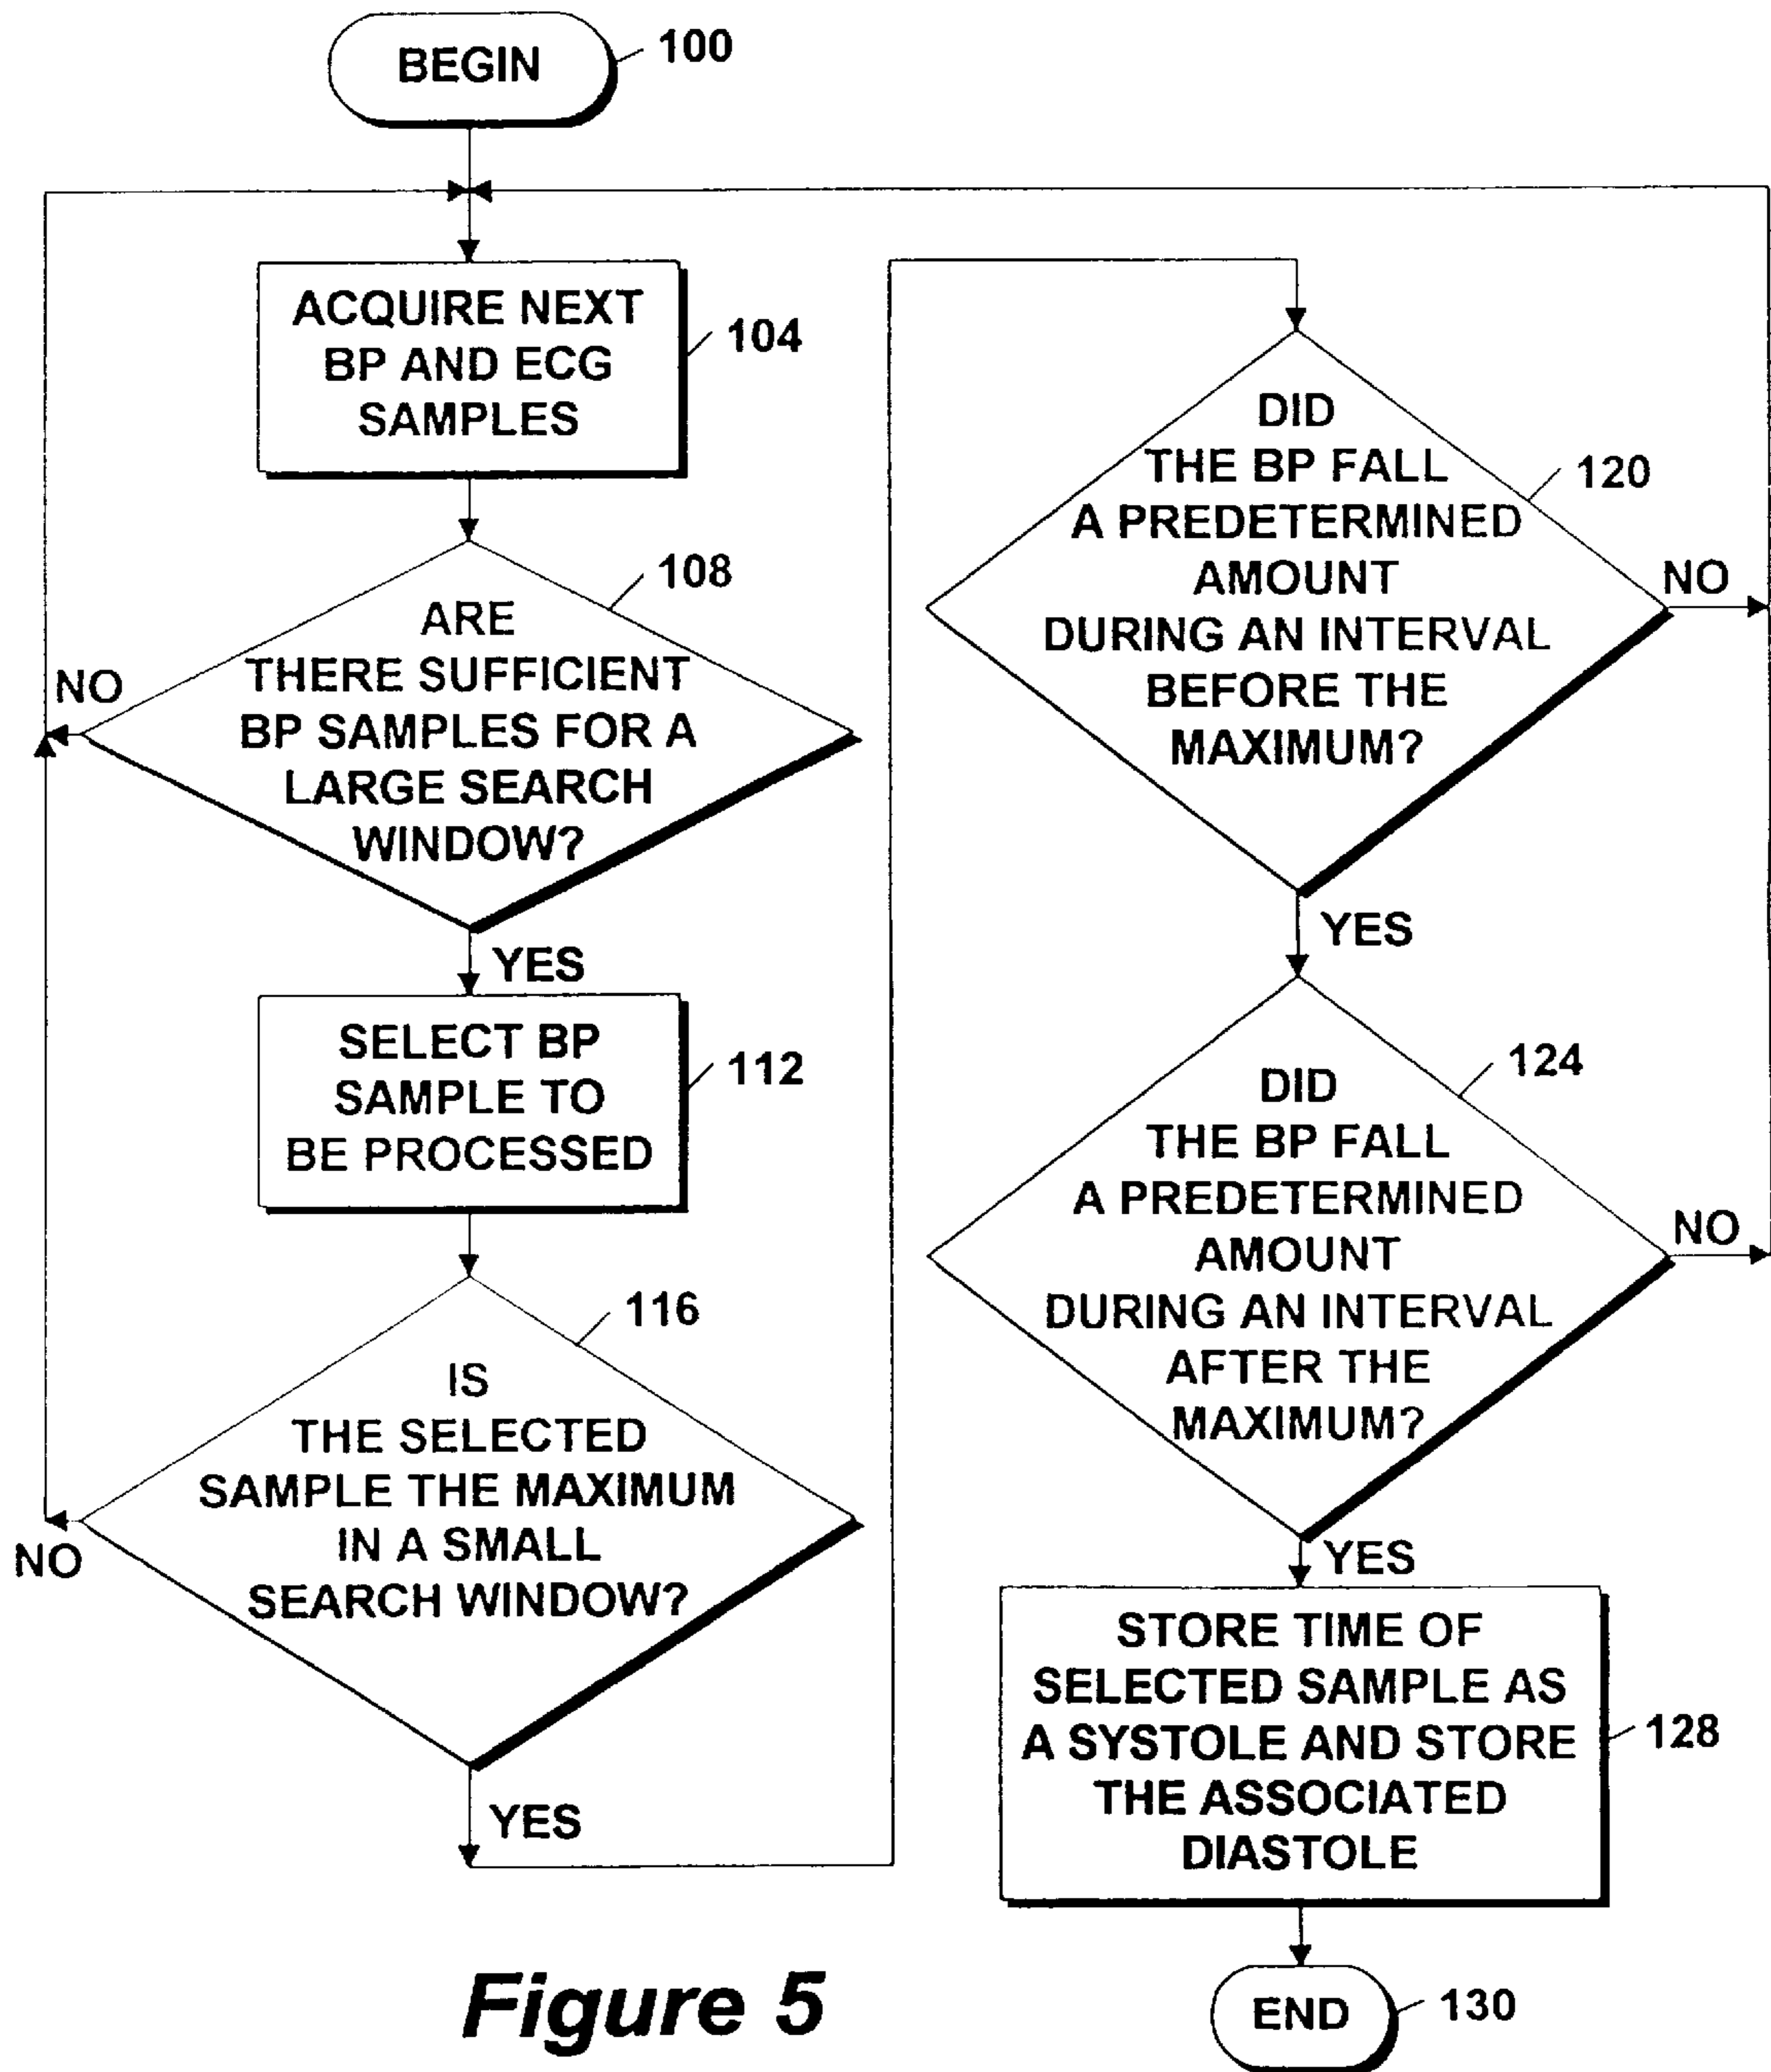 BEGIN
100
ACQUIRE NEXT
BP AND ECG
SAMPLES
104
ARE
THERE SUFFICIENT
BP SAMPLES FOR A
LARGE SEARCH
WINDOW?
108
NO
YES
SELECT BP
SAMPLE TO
BE PROCESSED
112
IS
THE SELECTED
SAMPLE THE MAXIMUM
IN A SMALL
SEARCH WINDOW?
116
NO
YES
DID
THE BP FALL
A PREDETERMINED
AMOUNT
DURING AN INTERVAL
BEFORE THE
MAXIMUM?
120
NO
YES
DID
THE BP FALL
A PREDETERMINED
AMOUNT
DURING AN INTERVAL
AFTER THE
MAXIMUM?
124
NO
YES
STORE TIME OF
SELECTED SAMPLE AS
A SYSTOLE AND STORE
THE ASSOCIATED
DIASTOLE
128
END
130
Figure 5